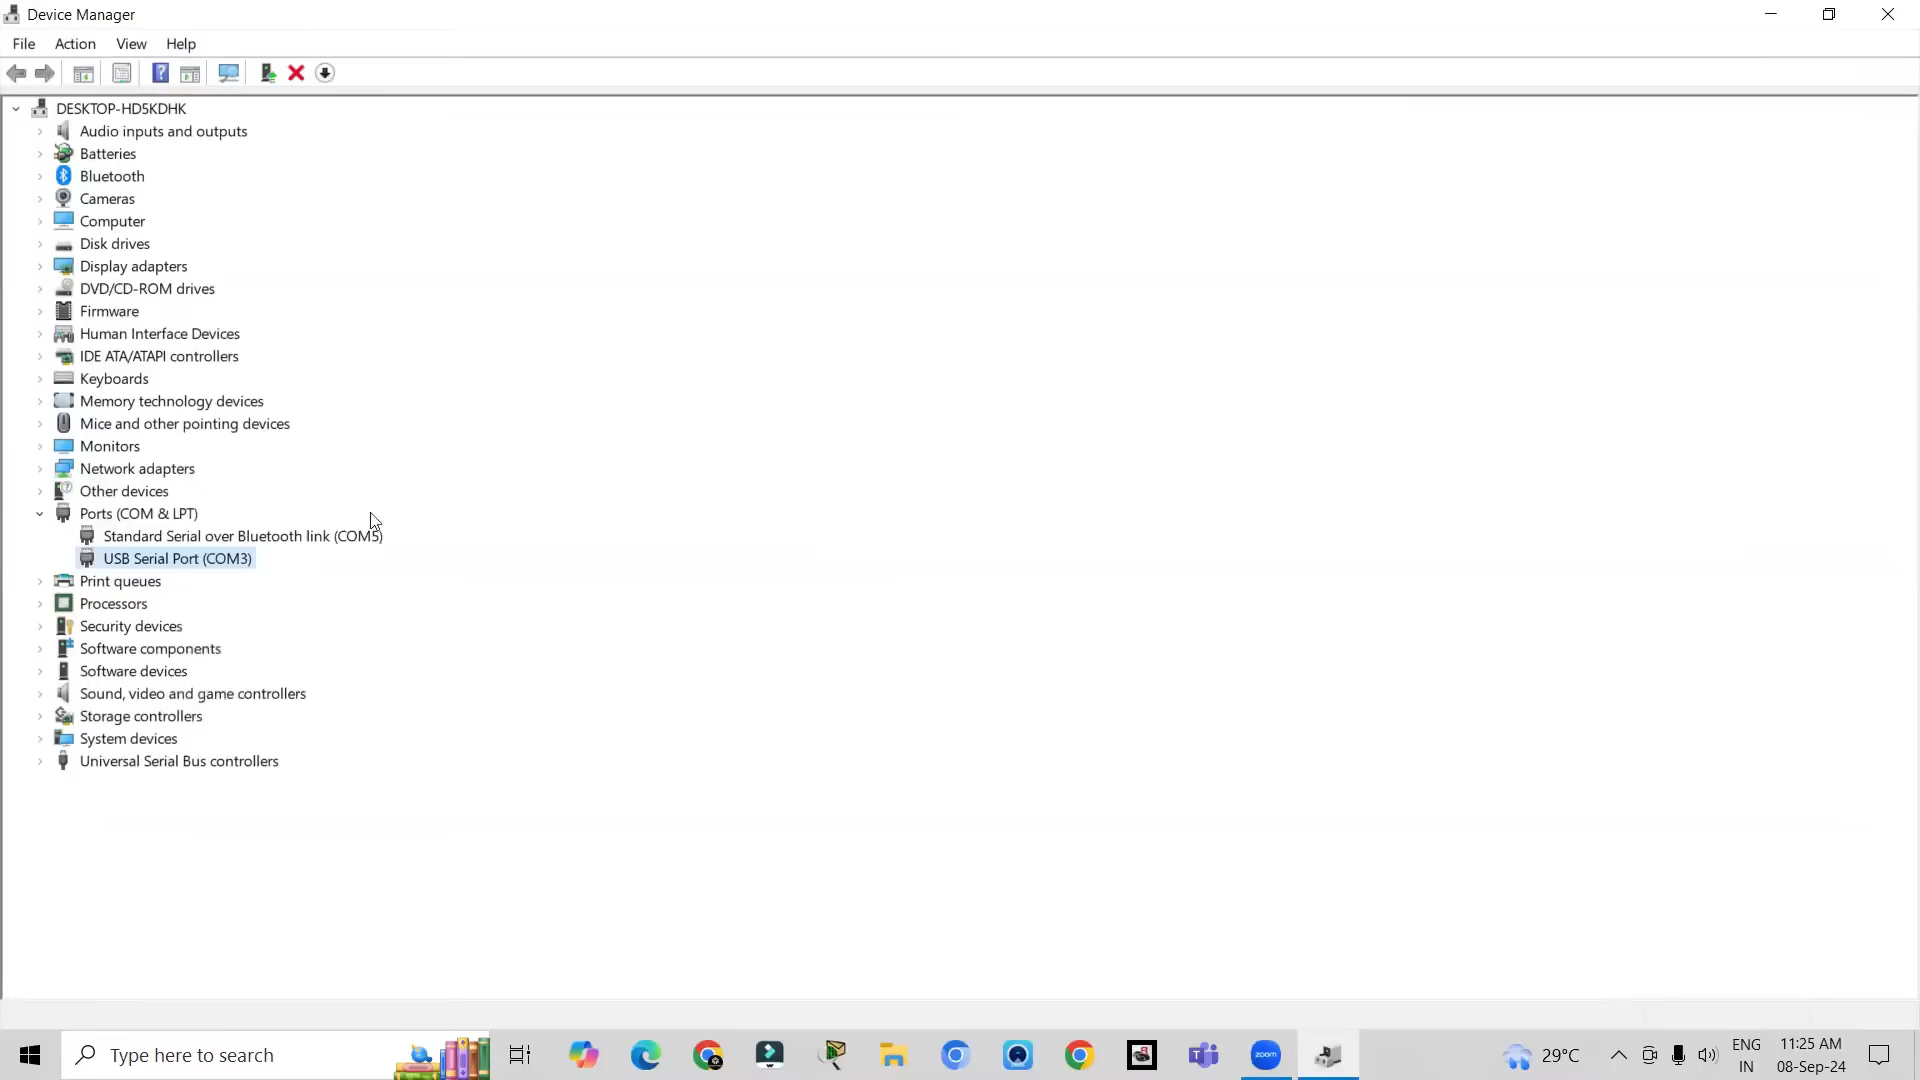 Device Manager
File Action View Help
DESKTOP-HD5KDHK
Audio inputs and outputs
Batteries
Bluetooth
Cameras
Computer
Disk drives
Display adapters
DVD/CD-ROM drives
Firmware
Human Interface Devices
IDE ATA/ATAPI controllers
Keyboards
Memory technology devices
Mice and other pointing devices
Monitors
Network adapters
Other devices
Ports (COM & LPT)
Standard Serial over Bluetooth link (COM5)
USB Serial Port (COM3)
Print queues
Processors
Security devices
Software components
Software devices
Sound, video and game controllers
Storage controllers
System devices
Universal Serial Bus controllers
Type here to search
zoom
29°C
ENG
IN
11:25 AM
08-Sep-24